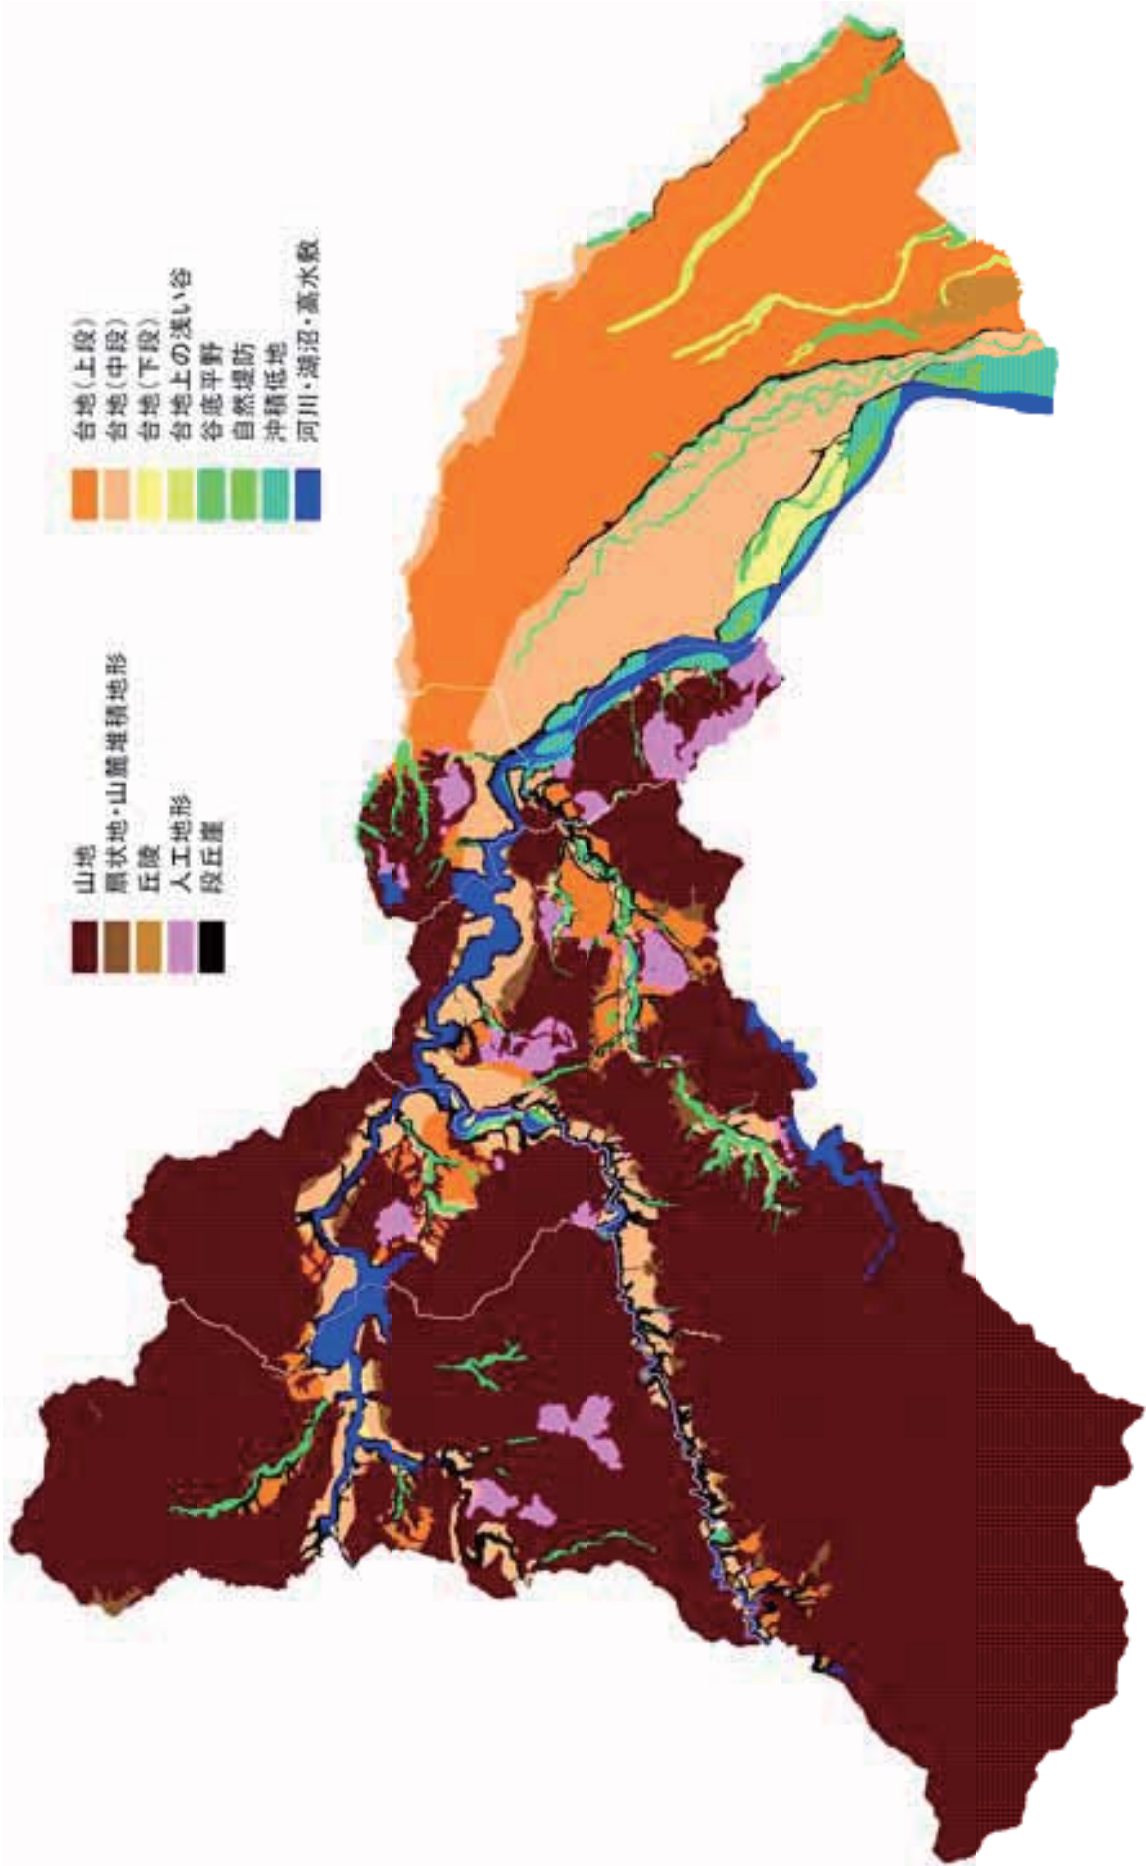 山地
扇状地・山麓堆積地形
丘陵
人工地形
段丘崖
台地(上段)
台地(中段)
台地(下段)
台地上の浅い谷
谷底平野
自然堤防
沖積低地
河川・湖沼・高水敷